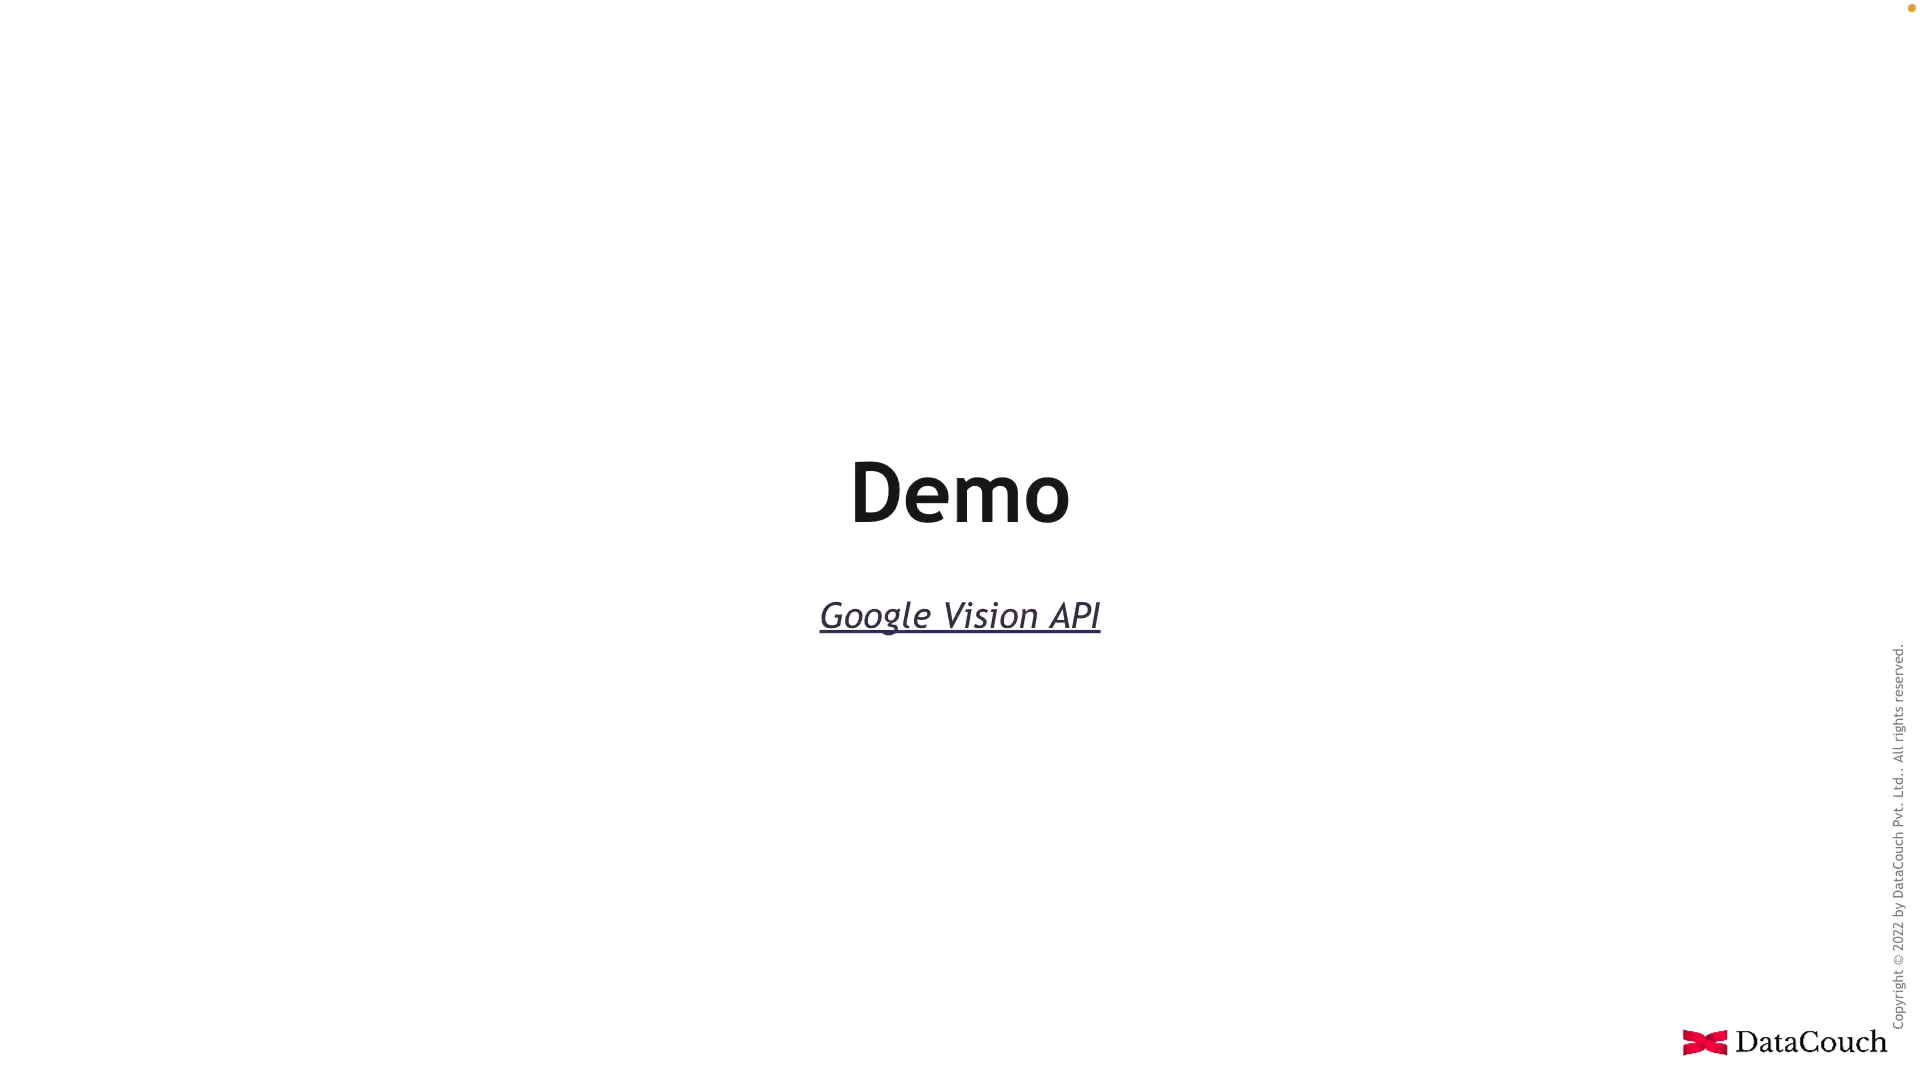 Demo
Google Vision API
Copyright © 2022 by DataCouch Pvt. Ltd.. All rights reserved.
DataCouch